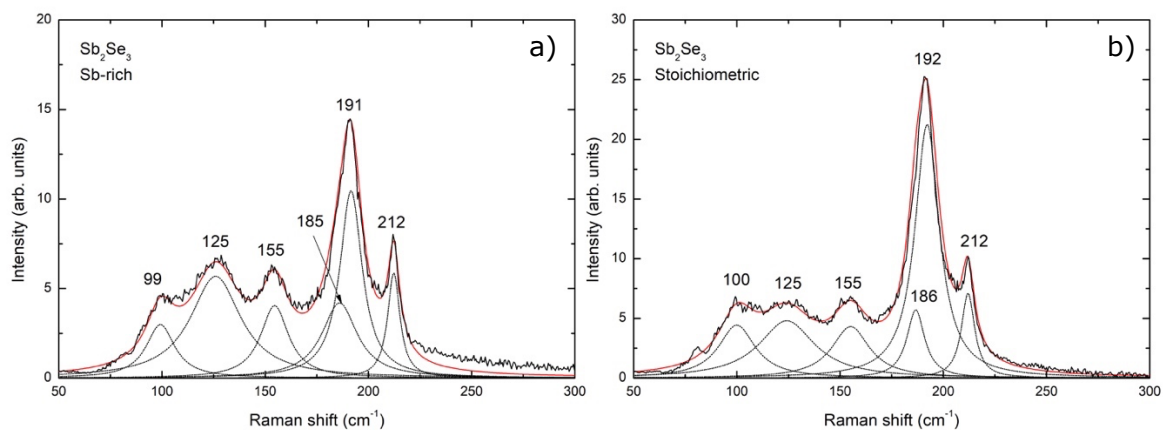 a)
Sb2Se3
Sb-rich
20
15
10
5
0
Intensity (arb. units)
99
125
155
185
191
212
50 100 150 200 250 300
Raman shift (cm-1)
b)
Sb2Se3
Stoichiometric
30
25
20
15
10
5
0
Intensity (arb. units)
100
125
155
186
192
212
50 100 150 200 250 300
Raman shift (cm-1)